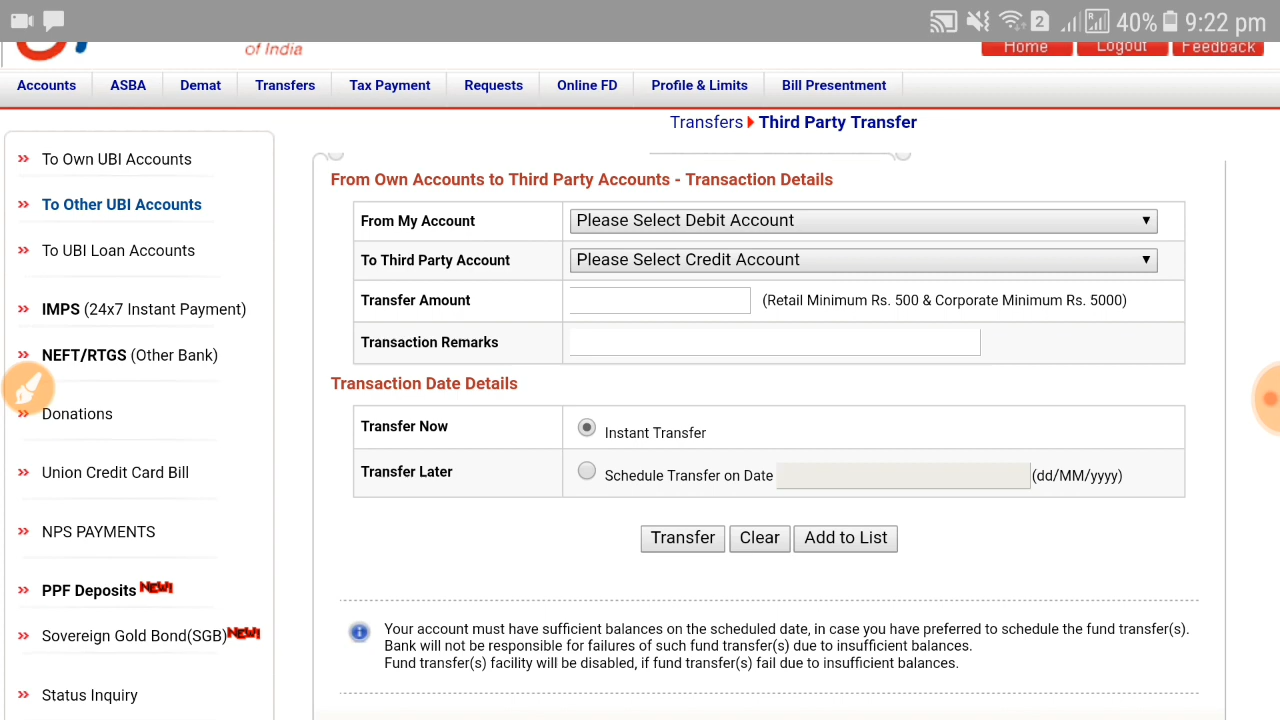 2 40% 9:22 pm
of India
Home Logout Feedback
Accounts ASBA Demat Transfers Tax Payment Requests Online FD Profile & Limits Bill Presentment
Transfers Third Party Transfer
To Own UBI Accounts
To Other UBI Accounts
To UBI Loan Accounts
IMPS (24x7 Instant Payment)
NEFT/RTGS (Other Bank)
Donations
Union Credit Card Bill
NPS PAYMENTS
PPF Deposits NEW!
Sovereign Gold Bond(SGB) NEW!
Status Inquiry
From Own Accounts to Third Party Accounts - Transaction Details
From My Account Please Select Debit Account
To Third Party Account Please Select Credit Account
Transfer Amount (Retail Minimum Rs. 500 & Corporate Minimum Rs. 5000)
Transaction Remarks
Transaction Date Details
Transfer Now Instant Transfer
Transfer Later Schedule Transfer on Date (dd/MM/yyyy)
Transfer Clear Add to List
Your account must have sufficient balances on the scheduled date, in case you have preferred to schedule the fund transfer(s).
Bank will not be responsible for failures of such fund transfer(s) due to insufficient balances.
Fund transfer(s) facility will be disabled, if fund transfer(s) fail due to insufficient balances.